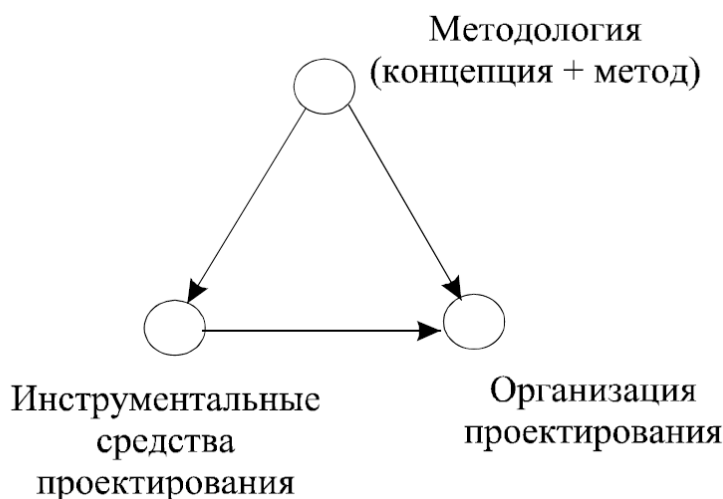 Методология
(концепция + метод)
Инструментальные
средства
проектирования
Организация
проектирования